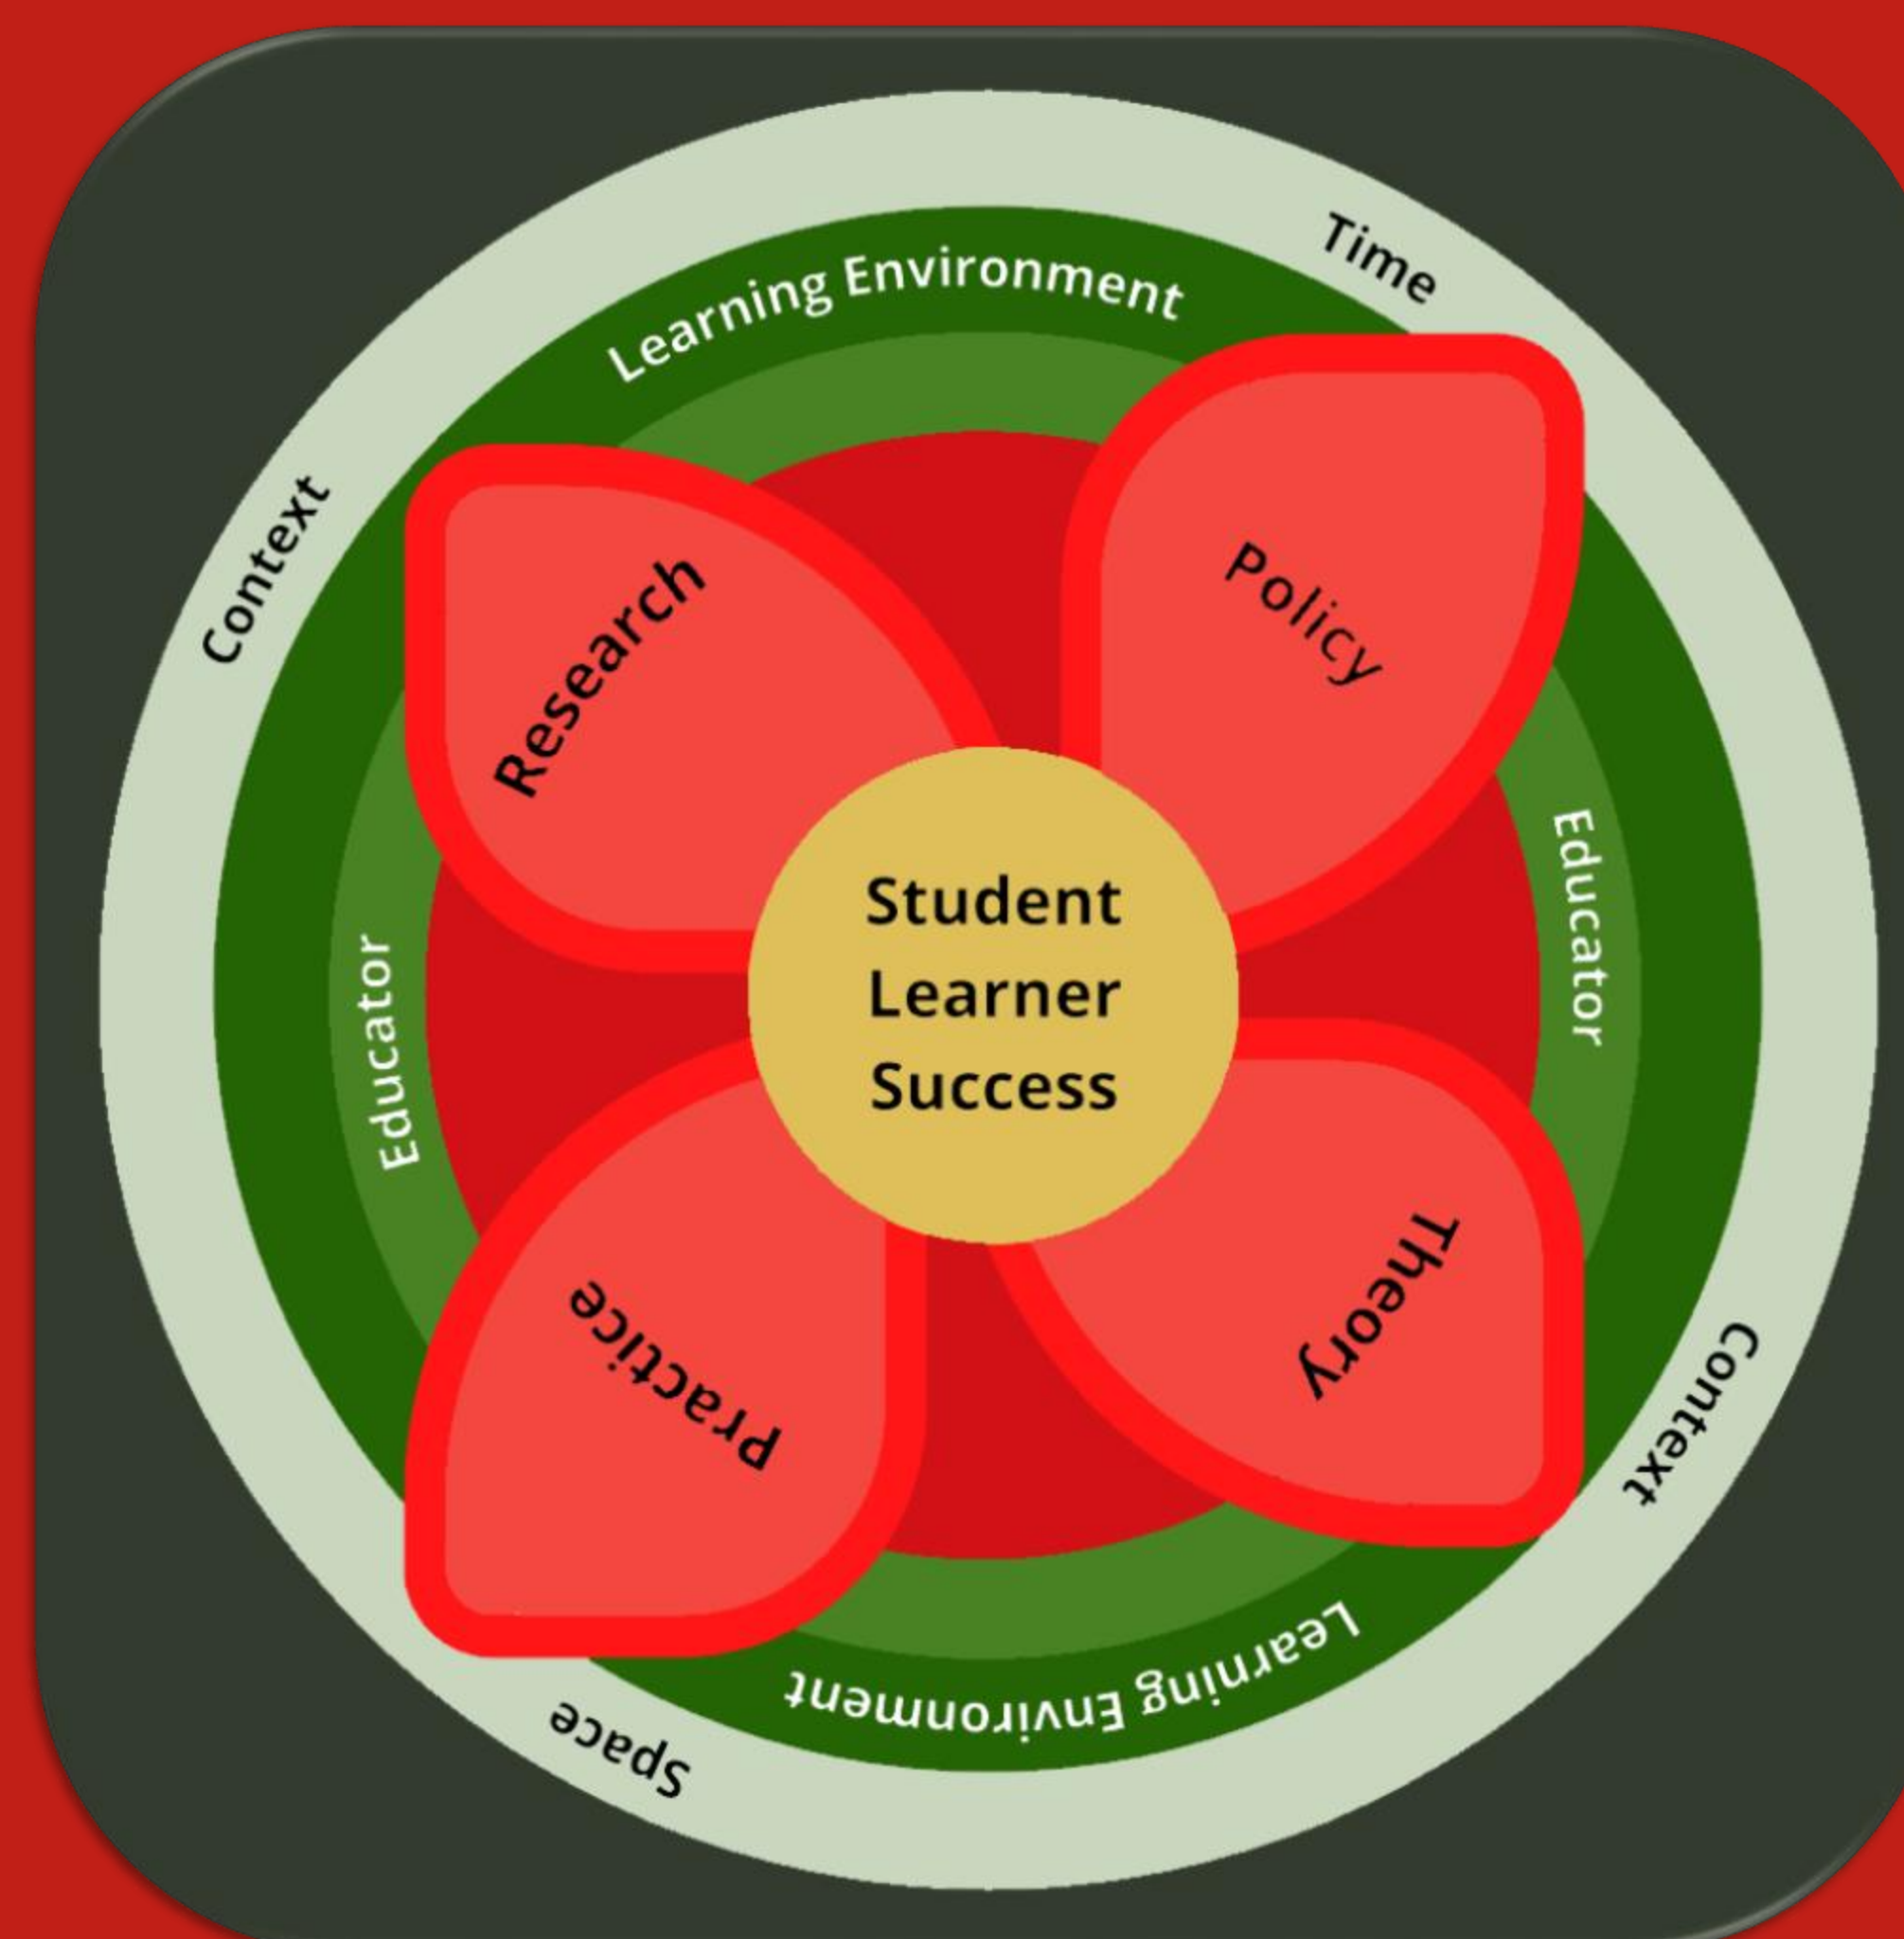 Time
Learning Environment
Context
Policy
Research
Educator
Student
Learner
Success
Educator
Theory
Practice
Context
Learning Environment
Space